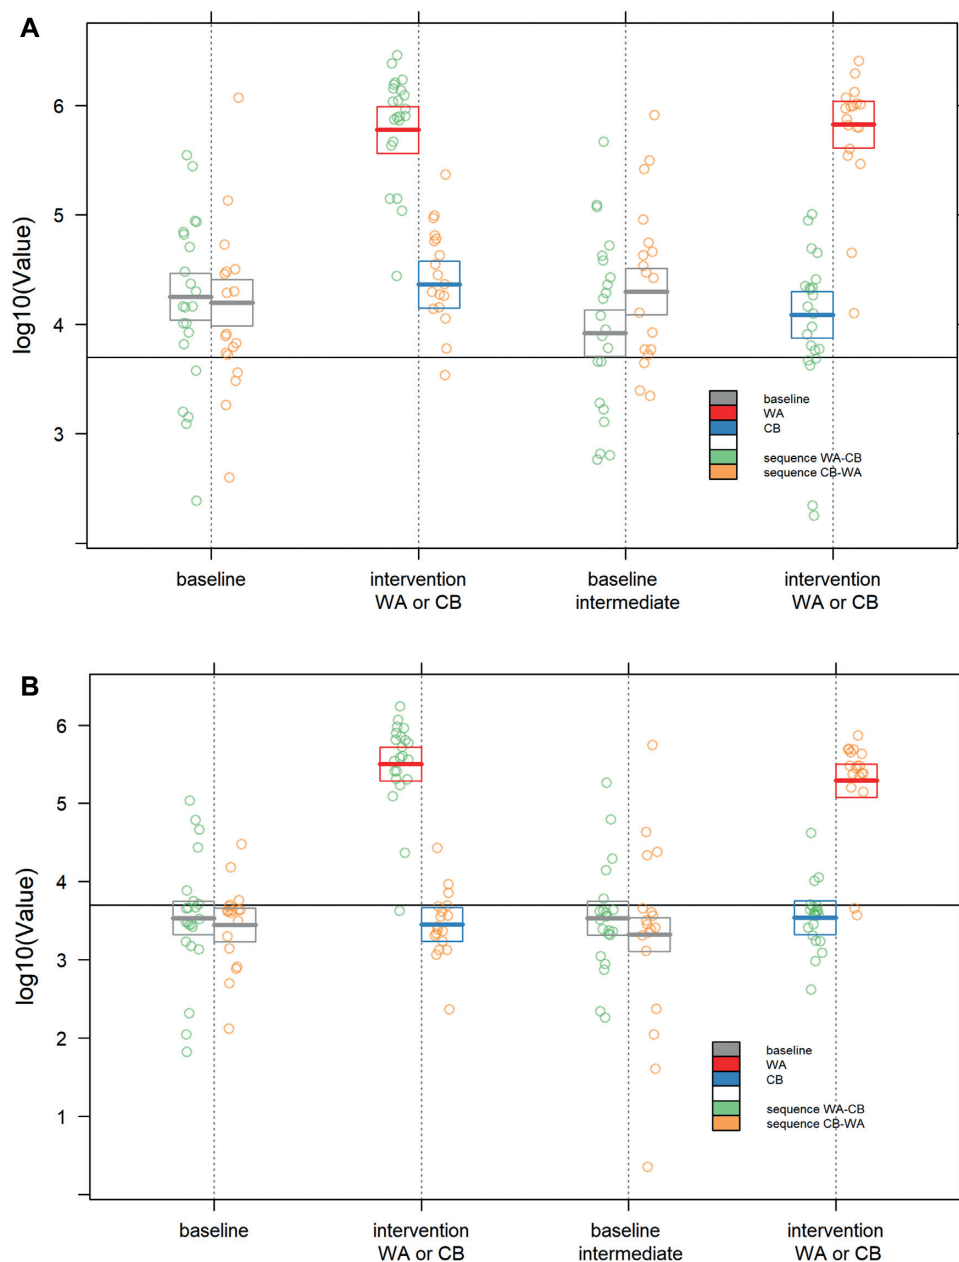 A
log10(Value)
6
5
4
3
baseline
WA
CB
sequence WA-CB
sequence CB-WA
baseline
intervention
WA or CB
baseline
intermediate
intervention
WA or CB
B
log10(Value)
6
5
4
3
2
1
baseline
WA
CB
sequence WA-CB
sequence CB-WA
baseline
intervention
WA or CB
baseline
intermediate
intervention
WA or CB